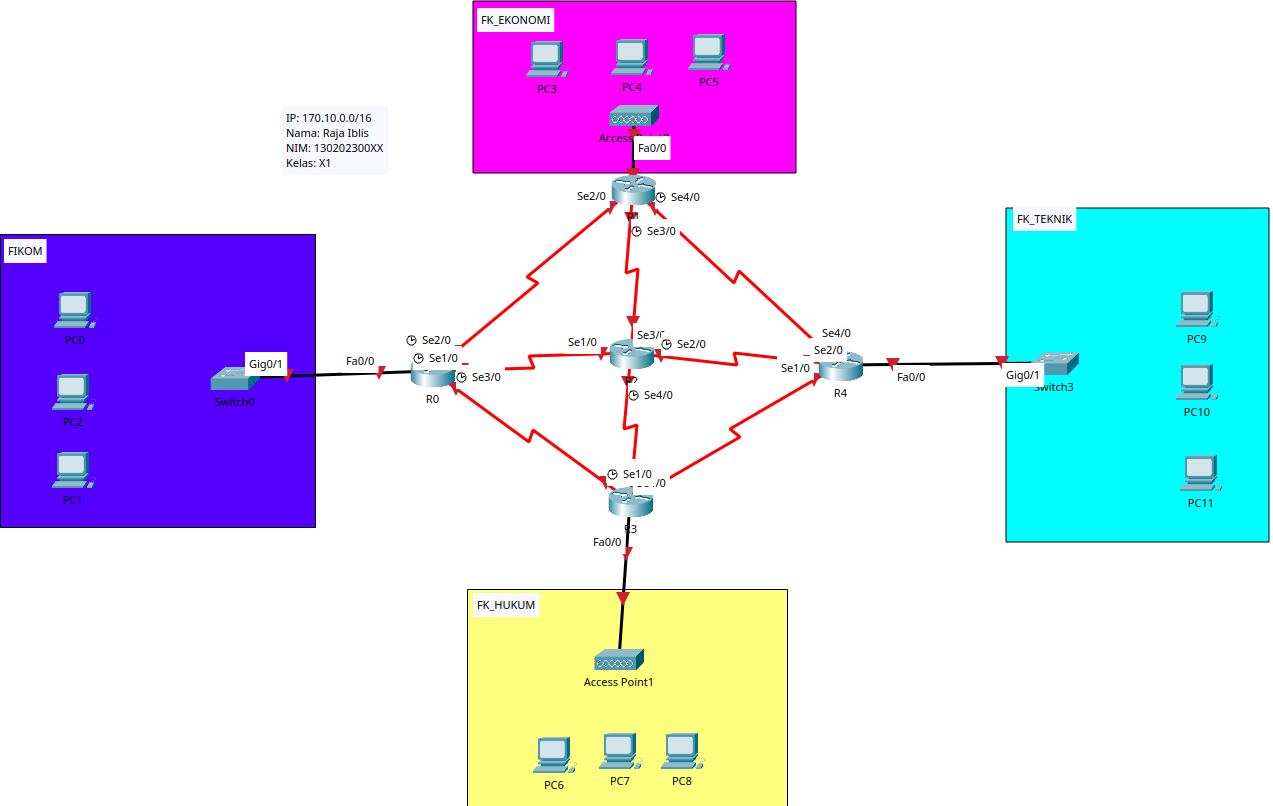 FK_EKONOMI
PC3
PC4
PC5
IP: 170.10.0.0/16
Nama: Raja Iblis
NIM: 130202300XX
Kelas: X1
Access
Fa0/0
Se2/0
Se4/0
Se3/0
FK_TEKNIK
FIKOM
PC0
PC9
Se2/0
Se1/0
Se4/0
Se1/0
Se2/0
Se2/0
Gig0/1
Fa0/0
Se3/0
Se1/0
Fa0/0
Gig0/1
Switch0
R0
R4
Switch3
PC2
Se4/0
PC10
Se1/0
PC1
PC11
Fa0/0
FK_HUKUM
Access Point1
PC6
PC7
PC8